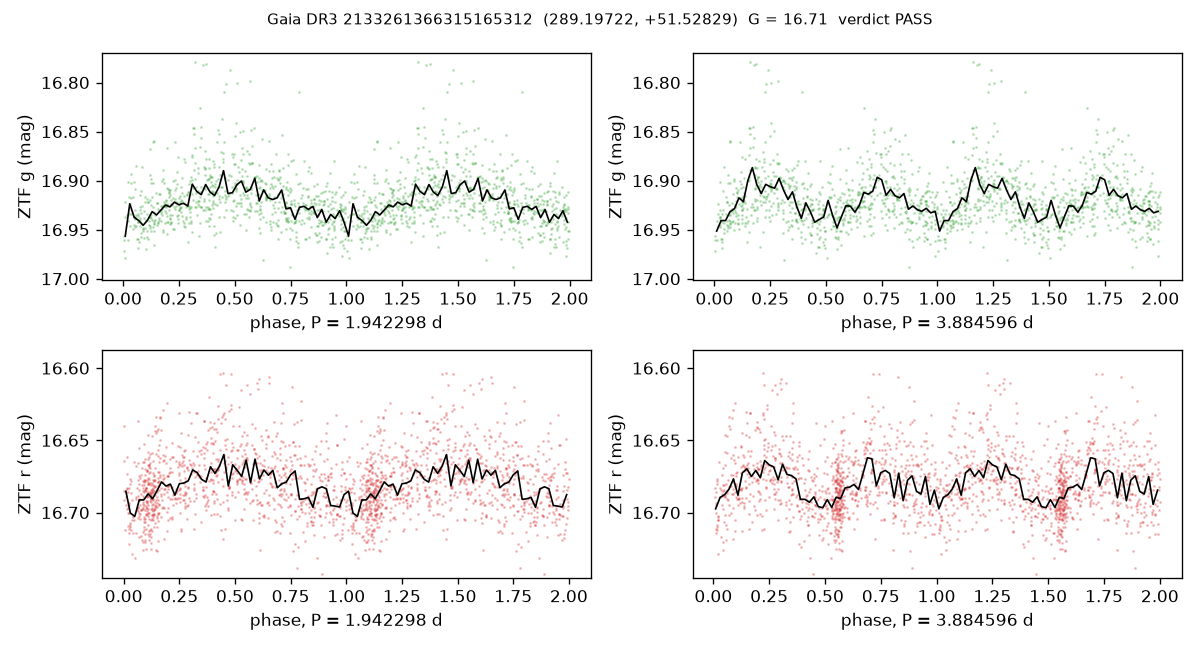 Gaia DR3 2133261366315165312 (289.19722, +51.52829) G = 16.71 verdict PASS
ZTF g (mag)
16.80
16.85
16.90
16.95
17.00
0.00 0.25 0.50 0.75 1.00 1.25 1.50 1.75 2.00
phase, P = 1.942298 d
ZTF g (mag)
16.80
16.85
16.90
16.95
17.00
0.00 0.25 0.50 0.75 1.00 1.25 1.50 1.75 2.00
phase, P = 3.884596 d
ZTF r (mag)
16.60
16.65
16.70
0.00 0.25 0.50 0.75 1.00 1.25 1.50 1.75 2.00
phase, P = 1.942298 d
ZTF r (mag)
16.60
16.65
16.70
0.00 0.25 0.50 0.75 1.00 1.25 1.50 1.75 2.00
phase, P = 3.884596 d